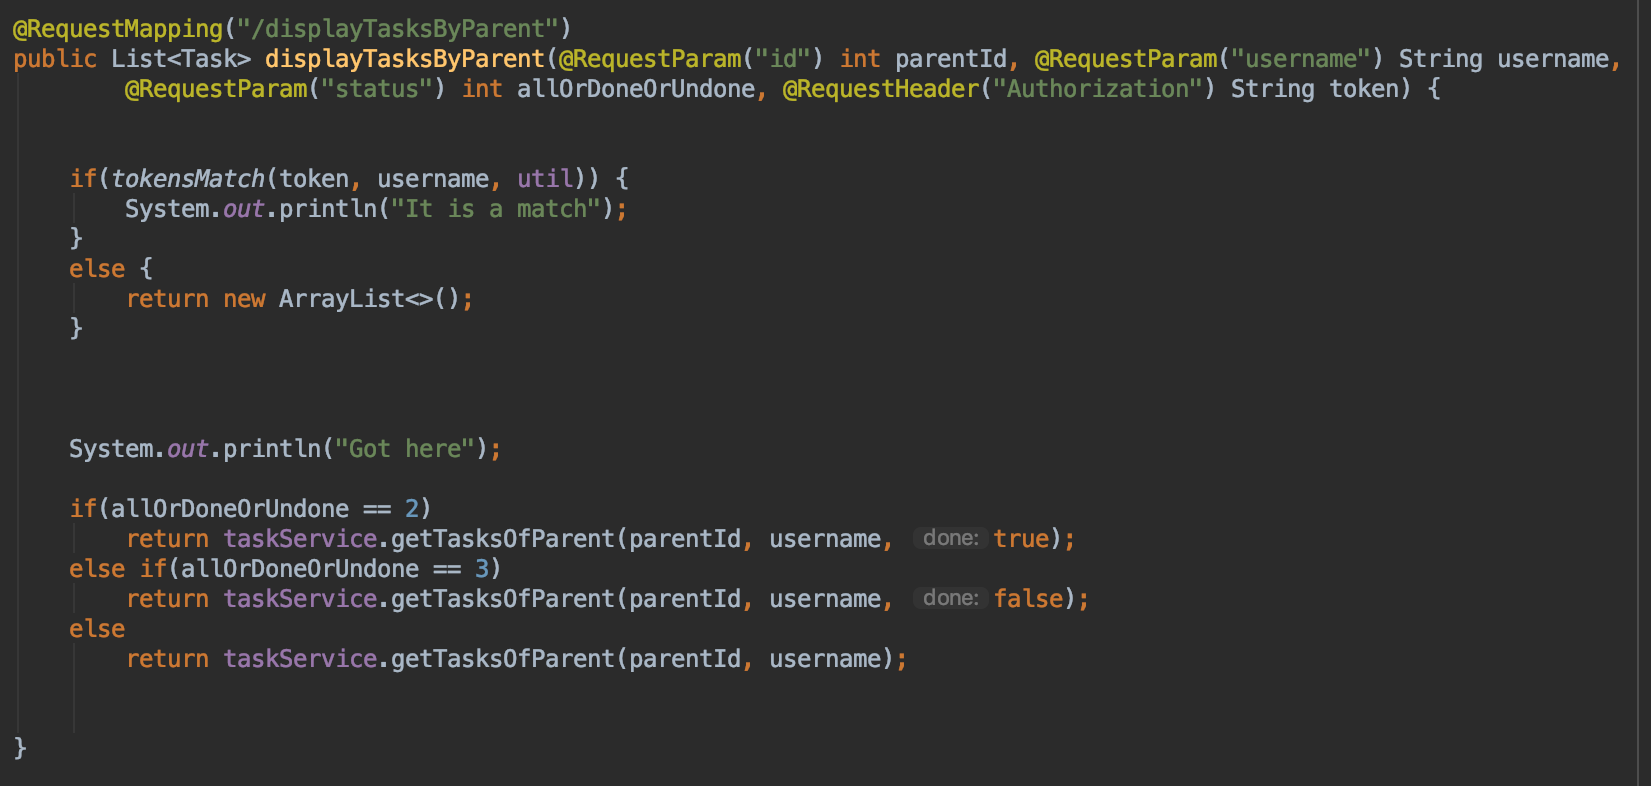 @RequestMapping("/displayTasksByParent")
public List<Task> displayTasksByParent(@RequestParam("id") int parentId, @RequestParam("username") String username,
        @RequestParam("status") int allOrDoneOrUndone, @RequestHeader("Authorization") String token) {
    if(tokensMatch(token, username, util)) {
        System.out.println("It is a match");
    }
    else {
        return new ArrayList<>();
    }
    System.out.println("Got here");
    if(allOrDoneOrUndone == 2)
        return taskService.getTasksOfParent(parentId, username, done: true);
    else if(allOrDoneOrUndone == 3)
        return taskService.getTasksOfParent(parentId, username, done: false);
    else
        return taskService.getTasksOfParent(parentId, username);
}